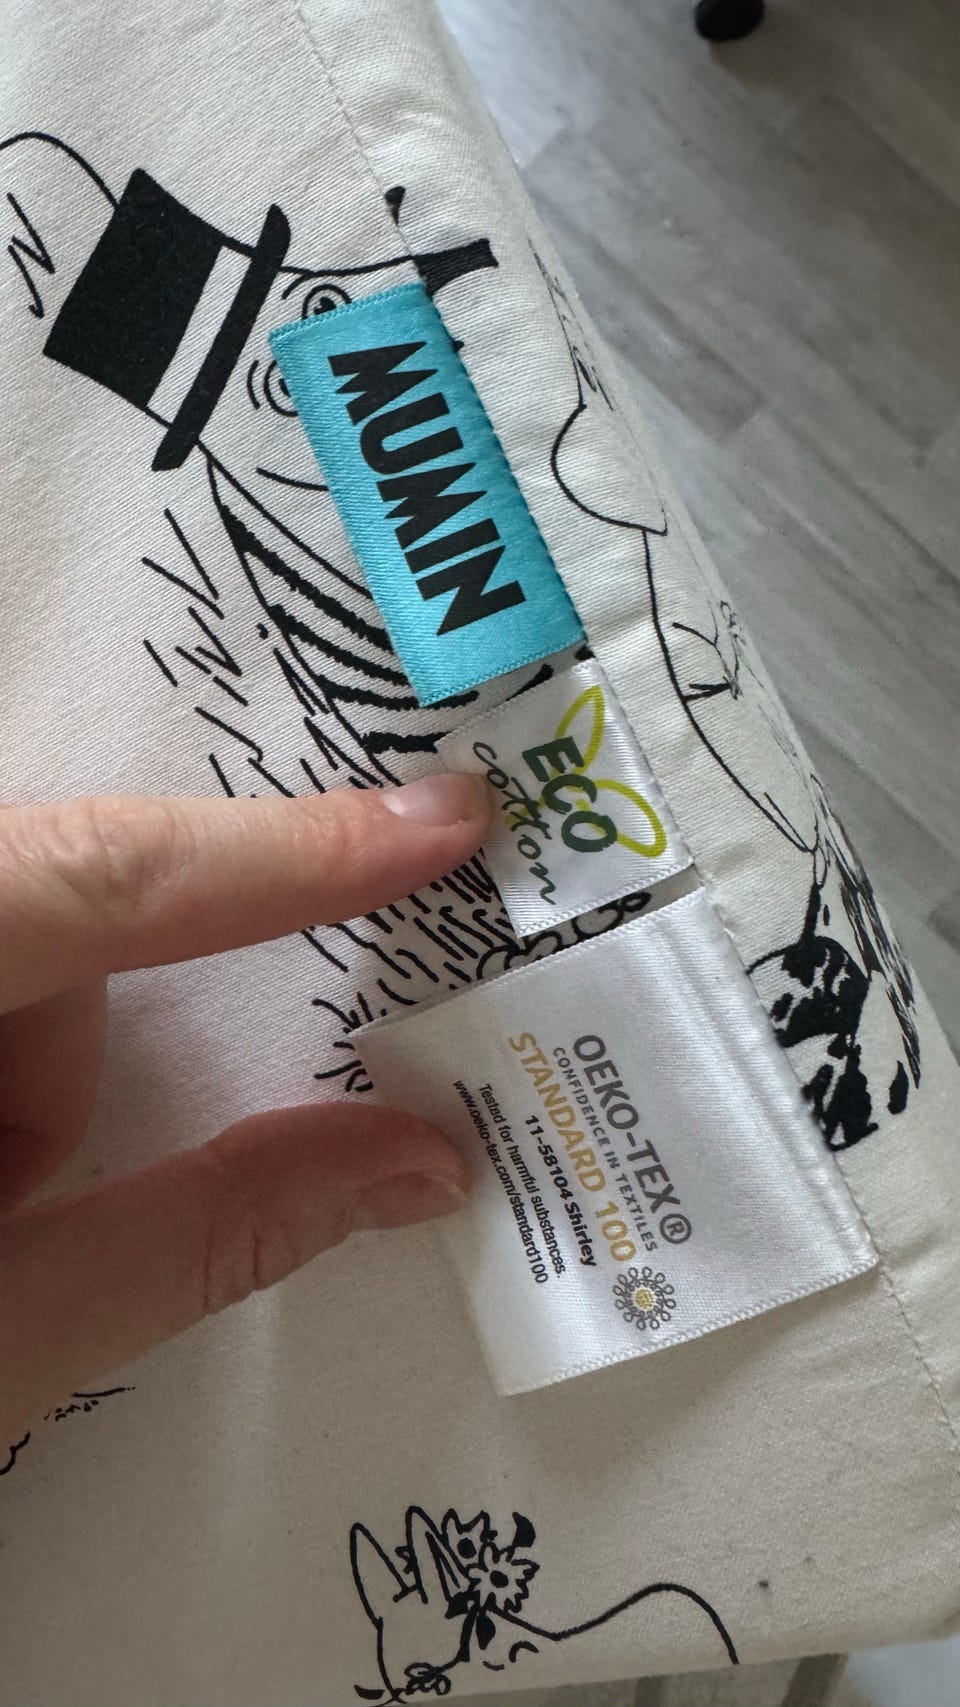 MUMIN
ECO
cotton
OEKO-TEX®
CONFIDENCE IN TEXTILES
STANDARD 100
11-58104 Shirley
Tested for harmful substances.
www.oeko-tex.com/standard100